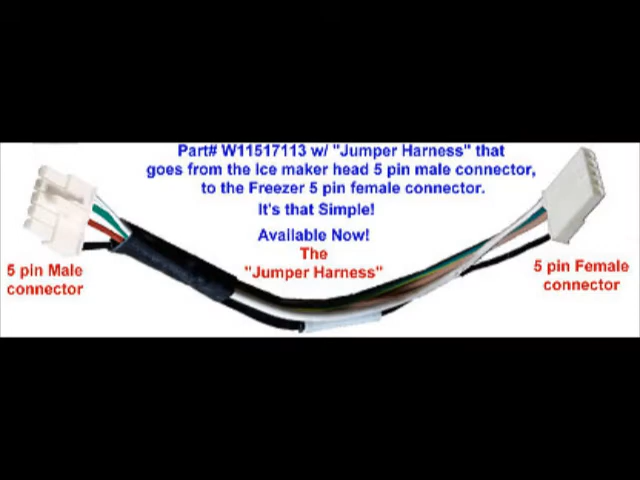 Part# W11517113 w/ "Jumper Harness" that
goes from the Ice maker head 5 pin male connector,
to the Freezer 5 pin female connector.
It's that Simple!
Available Now!
The
"Jumper Harness"
5 pin Male
connector
5 pin Female
connector